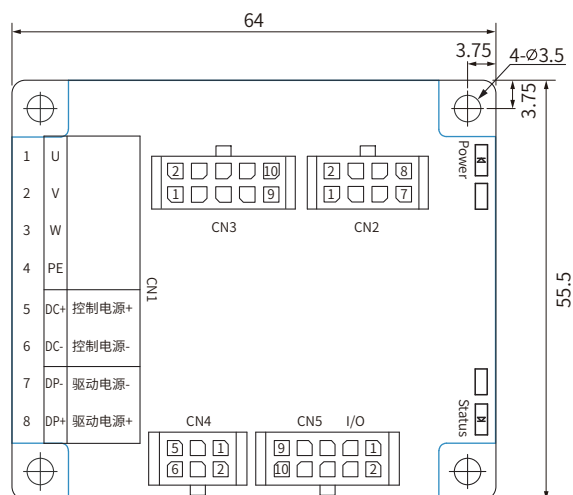 64
3.75
4-Ø3.5
3.75
55.5
1 U
2 V
3 W
4 PE
5 DC+ 控制电源+
6 DC- 控制电源-
7 DP- 驱动电源-
8 DP+ 驱动电源+
CN1
2 10
1 9
CN3
2 8
1 7
CN2
Power
Status
CN4
5 1
6 2
CN5 I/O
9 1
10 2